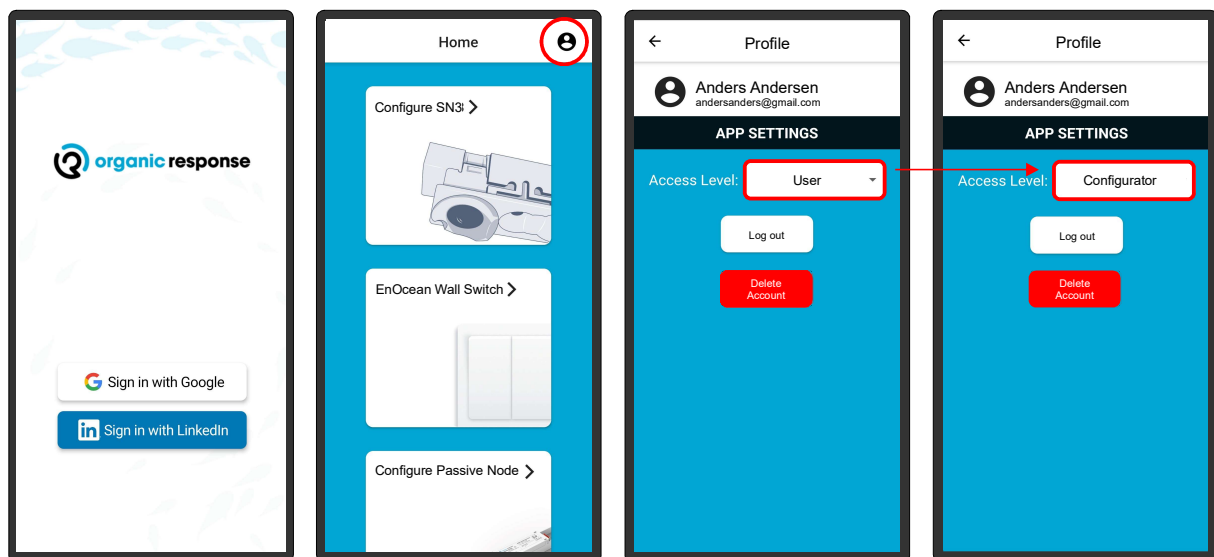 organic response
Sign in with Google
in Sign in with LinkedIn
Home
Configure SN3
EnOcean Wall Switch
Configure Passive Node
Profile
Anders Andersen
andersanders@gmail.com
APP SETTINGS
Access Level:
User
Log out
Delete
Account
Profile
Anders Andersen
andersanders@gmail.com
APP SETTINGS
Access Level:
Configurator
Log out
Delete
Account